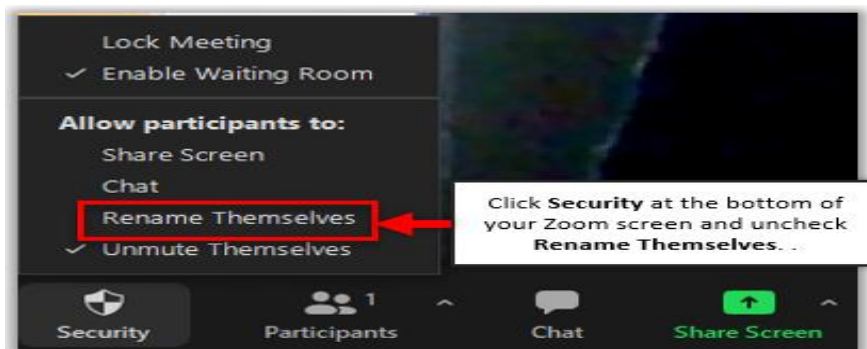 Lock Meeting
✓ Enable Waiting Room
Allow participants to:
Share Screen
Chat
Rename Themselves
✓ Unmute Themselves
Click Security at the bottom of
your Zoom screen and uncheck
Rename Themselves. .
1
Security
Participants
Chat
Share Screen